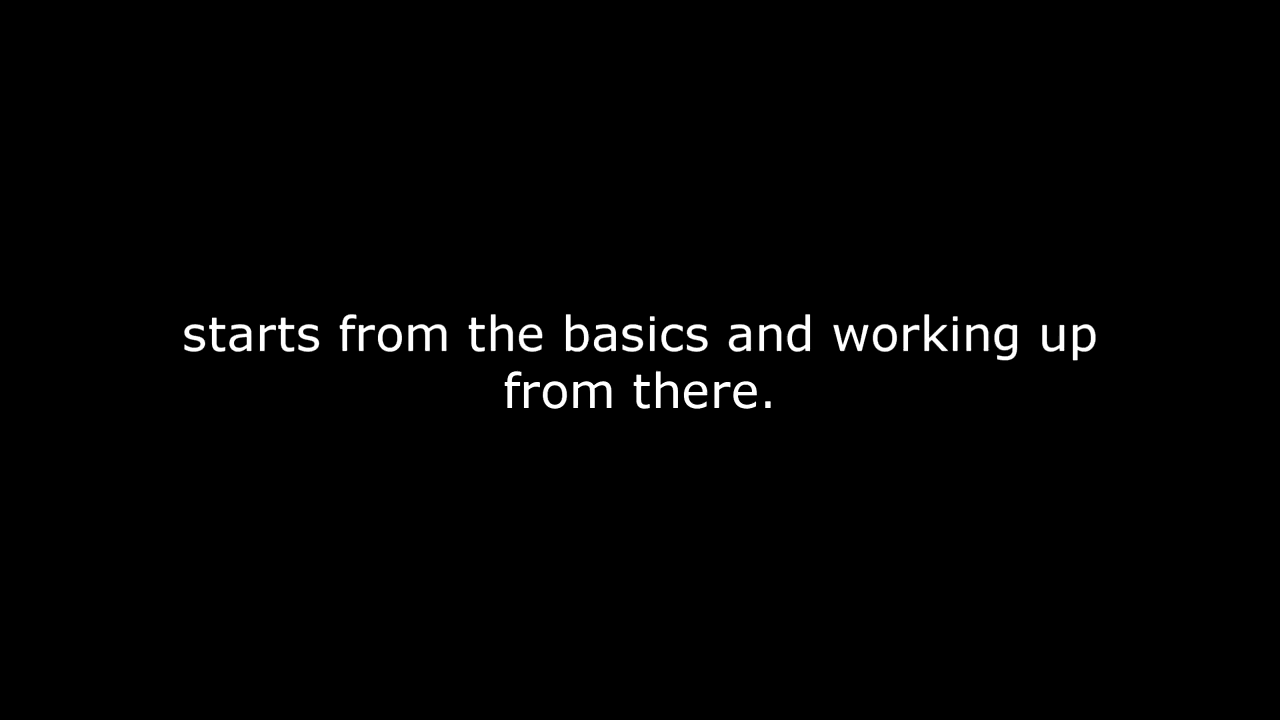 starts from the basics and working up
from there.